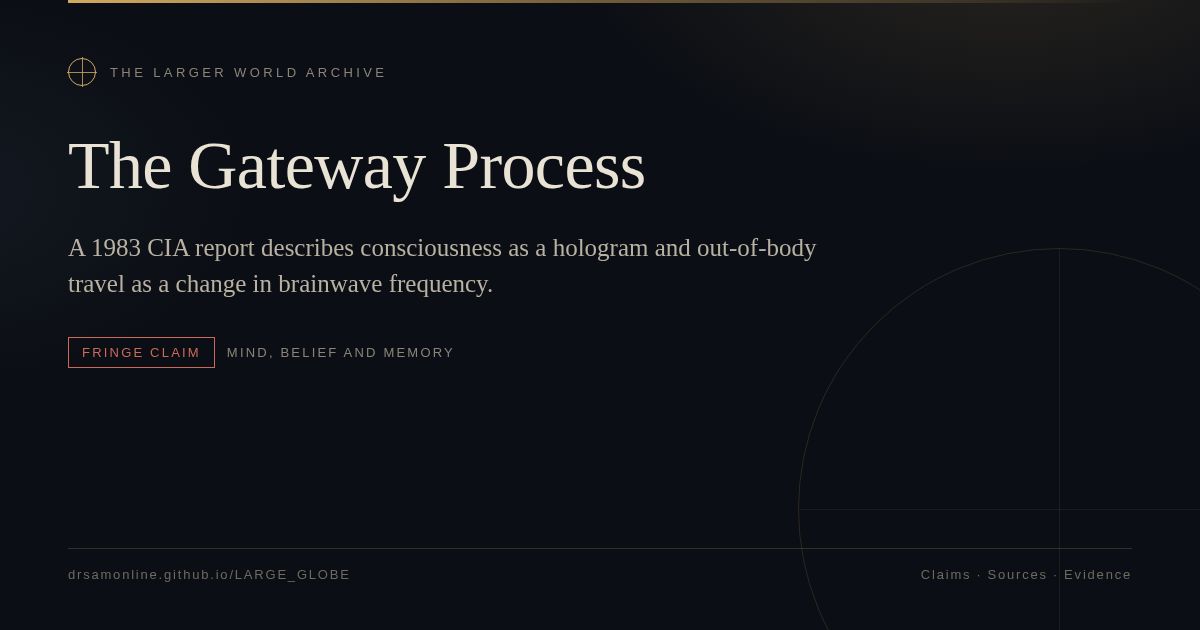 THE LARGER WORLD ARCHIVE
The Gateway Process
A 1983 CIA report describes consciousness as a hologram and out-of-body
travel as a change in brainwave frequency.
FRINGE CLAIM MIND, BELIEF AND MEMORY
drsamonline.github.io/LARGE_GLOBE
Claims · Sources · Evidence